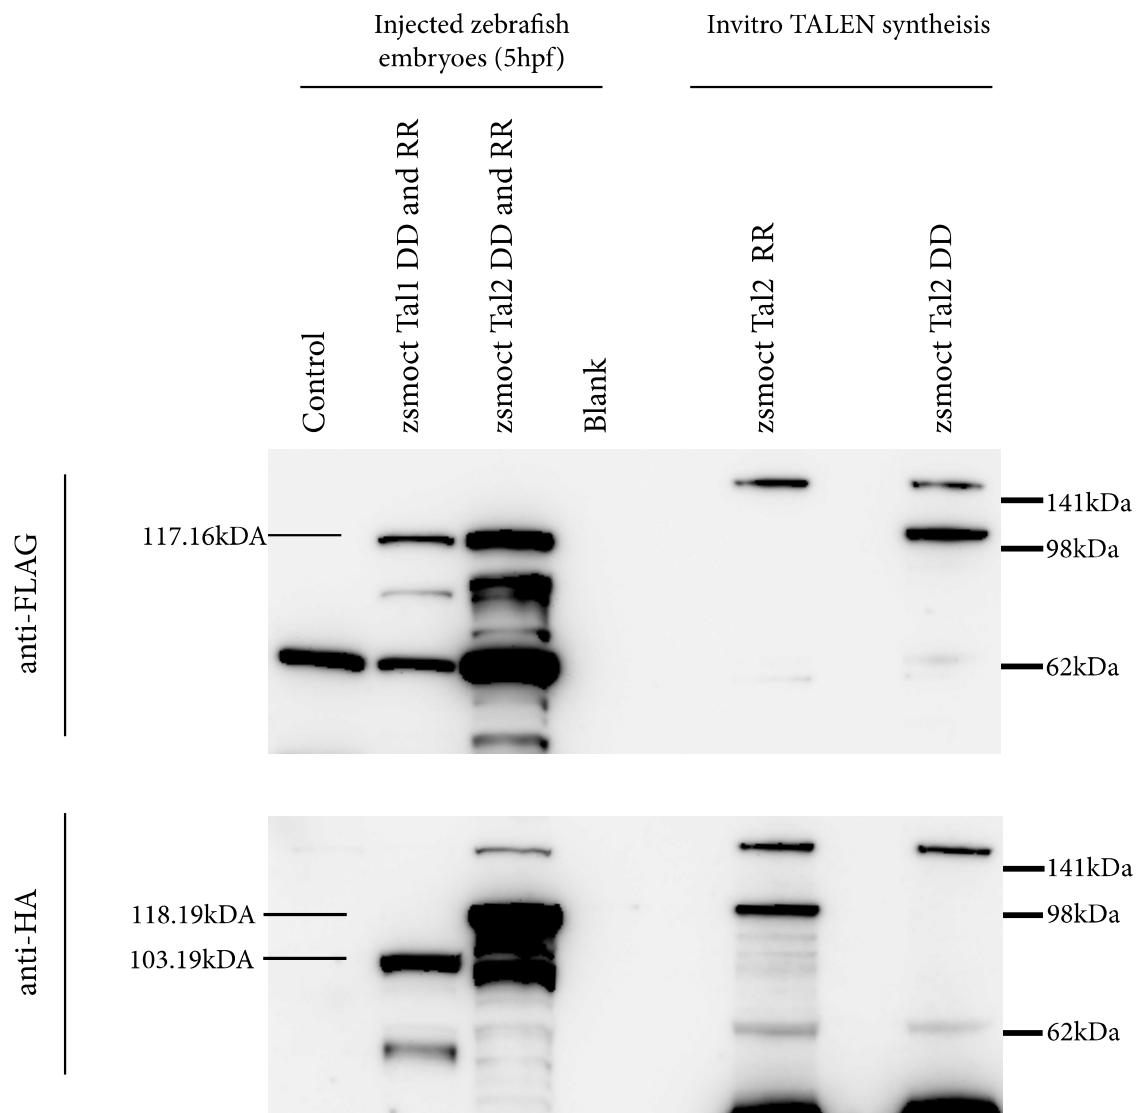 Injected zebrafish
embryoes (5hpf)
Invitro TALEN syntheisis
Control
zsmoct Tal1 DD and RR
zsmoct Tal2 DD and RR
Blank
zsmoct Tal2  RR
zsmoct Tal2 DD
anti-FLAG
117.16kDA
141kDa
98kDa
62kDa
anti-HA
118.19kDA
103.19kDA
141kDa
98kDa
62kDa